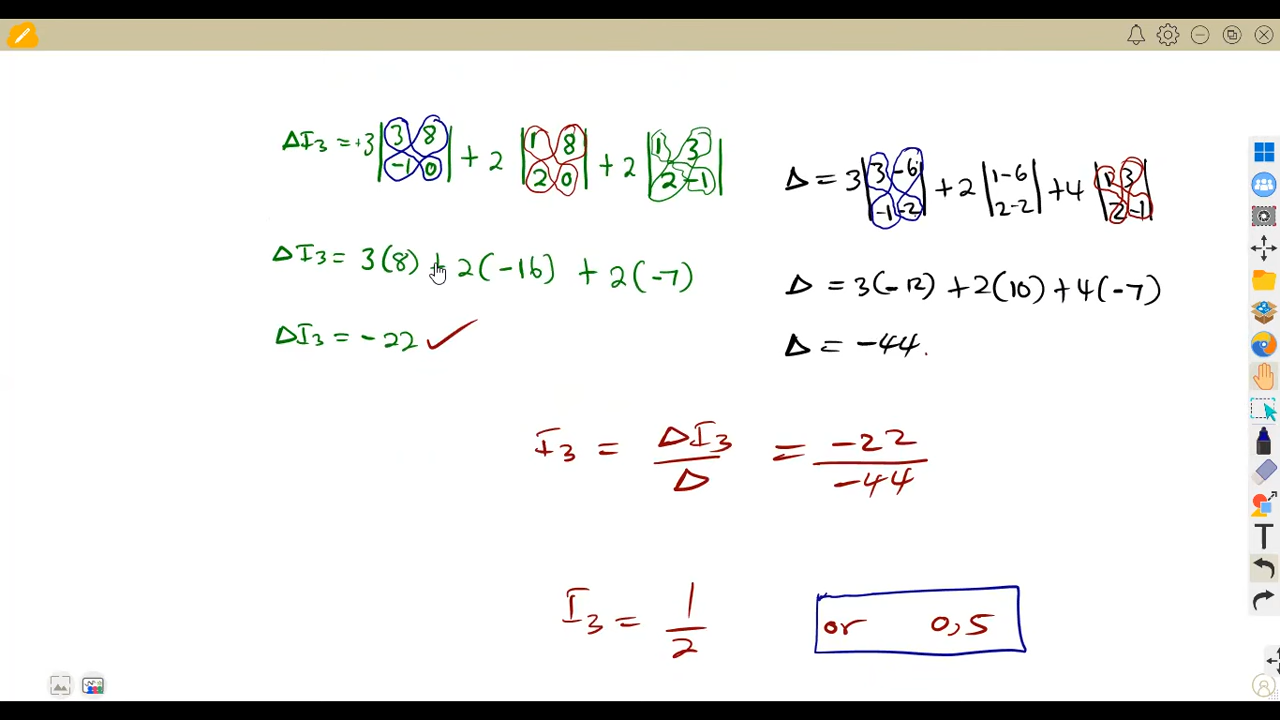 ΔI₃ = +3 |3 8| + 2 |1 8| + 2 |1 3|
|-1 0| |2 0| |2 -1|
ΔI₃ = 3(8) + 2(-16) + 2(-7)
ΔI₃ = -22 ✓
Δ = 3 |3 -6| + 2 |1 -6| + 4 |1 3|
|-1 -2| |2 -2| |2 -1|
Δ = 3(-12) + 2(10) + 4(-7)
Δ = -44.
I₃ = ΔI₃/Δ = -22/-44
I₃ = 1/2 or 0,5
T